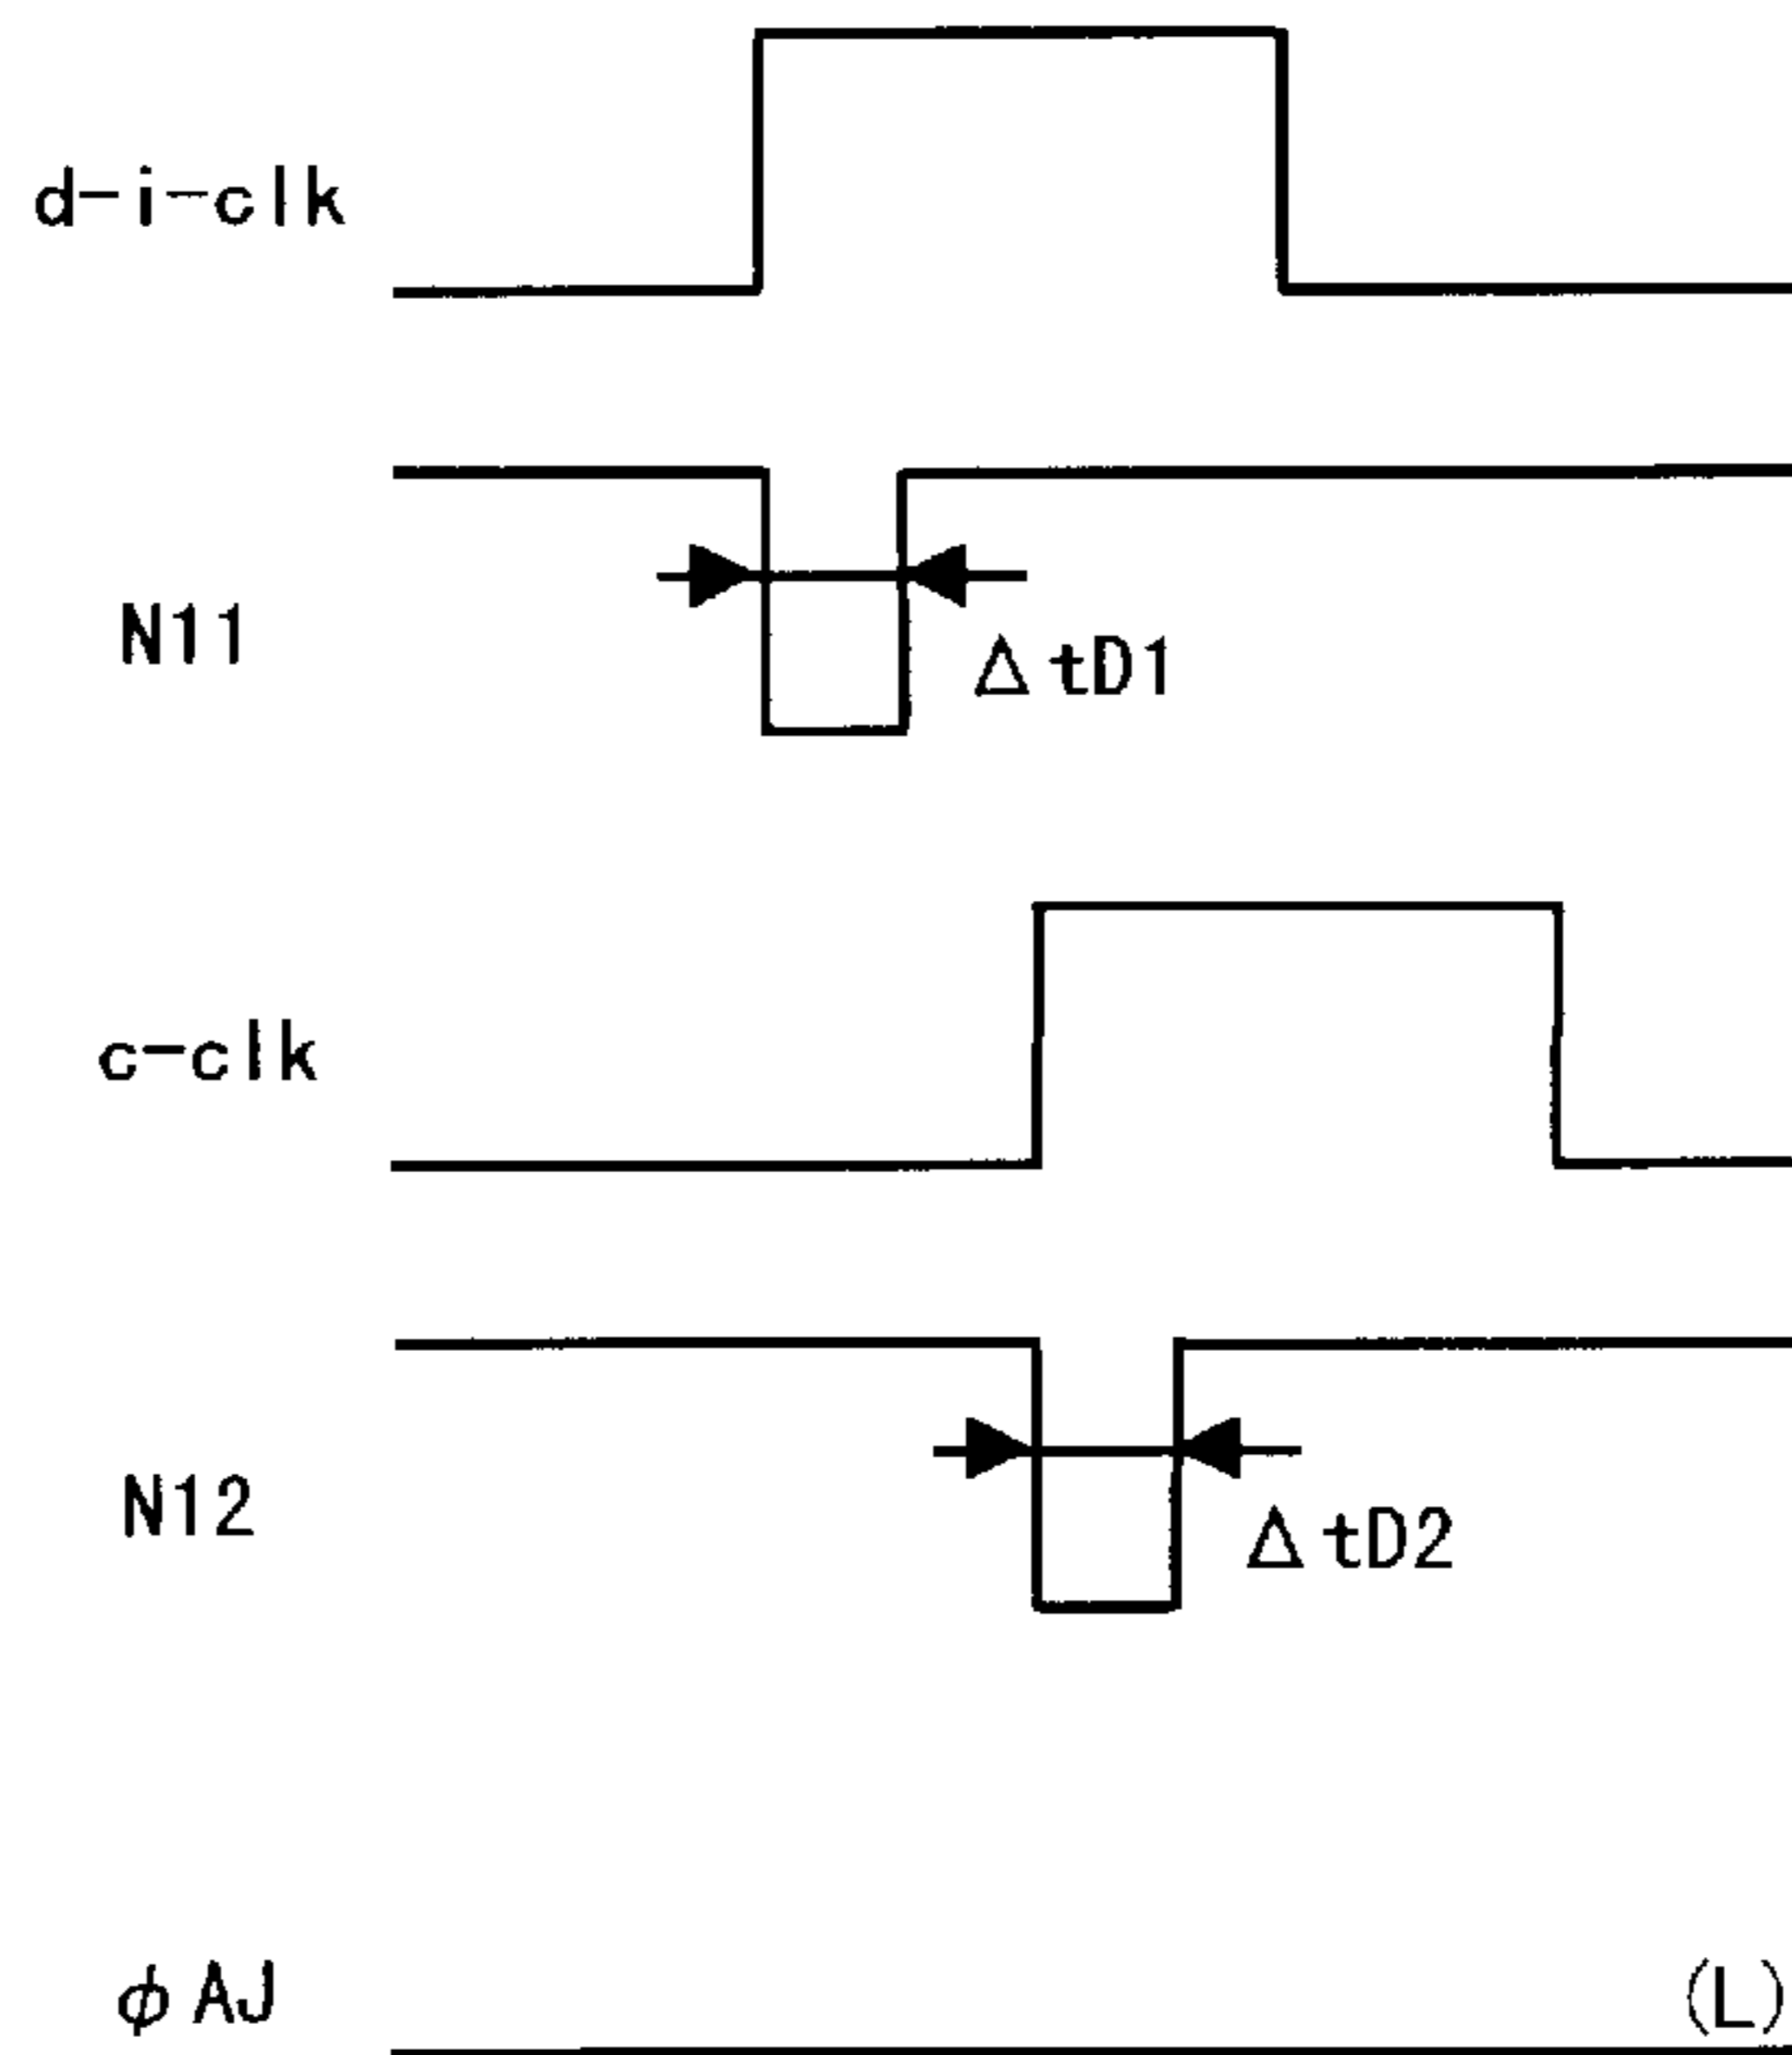 d-i-clk
N11
ΔtD1
c-clk
N12
ΔtD2
φAJ (L)